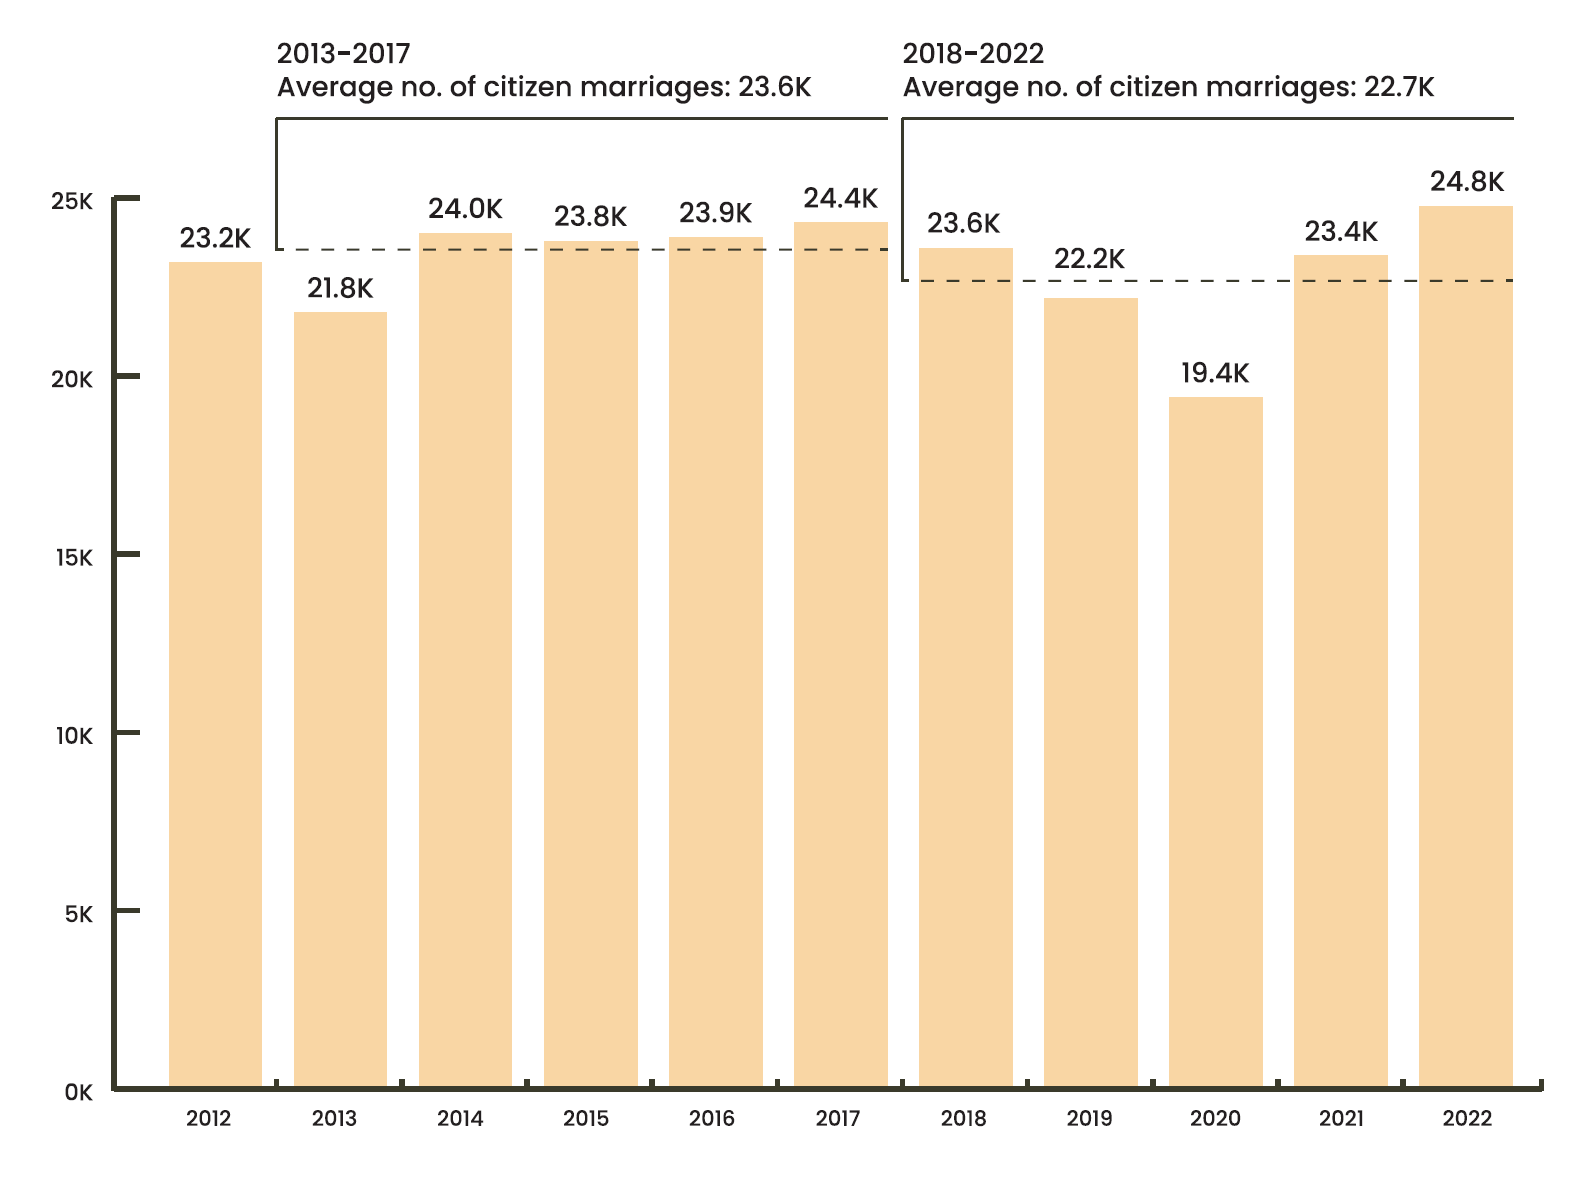 2013–2017
Average no. of citizen marriages: 23.6K
2018–2022
Average no. of citizen marriages: 22.7K
25K
20K
15K
10K
5K
0K
23.2K
21.8K
24.0K
23.8K
23.9K
24.4K
23.6K
22.2K
19.4K
23.4K
24.8K
2012
2013
2014
2015
2016
2017
2018
2019
2020
2021
2022